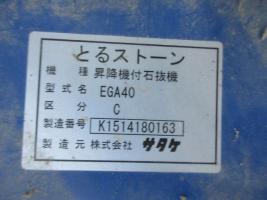 とるストーン
機種 昇降機付石抜機
型式名 EGA40
区分 C
製造番号 K1514180163
製造元 株式会社 サタケ